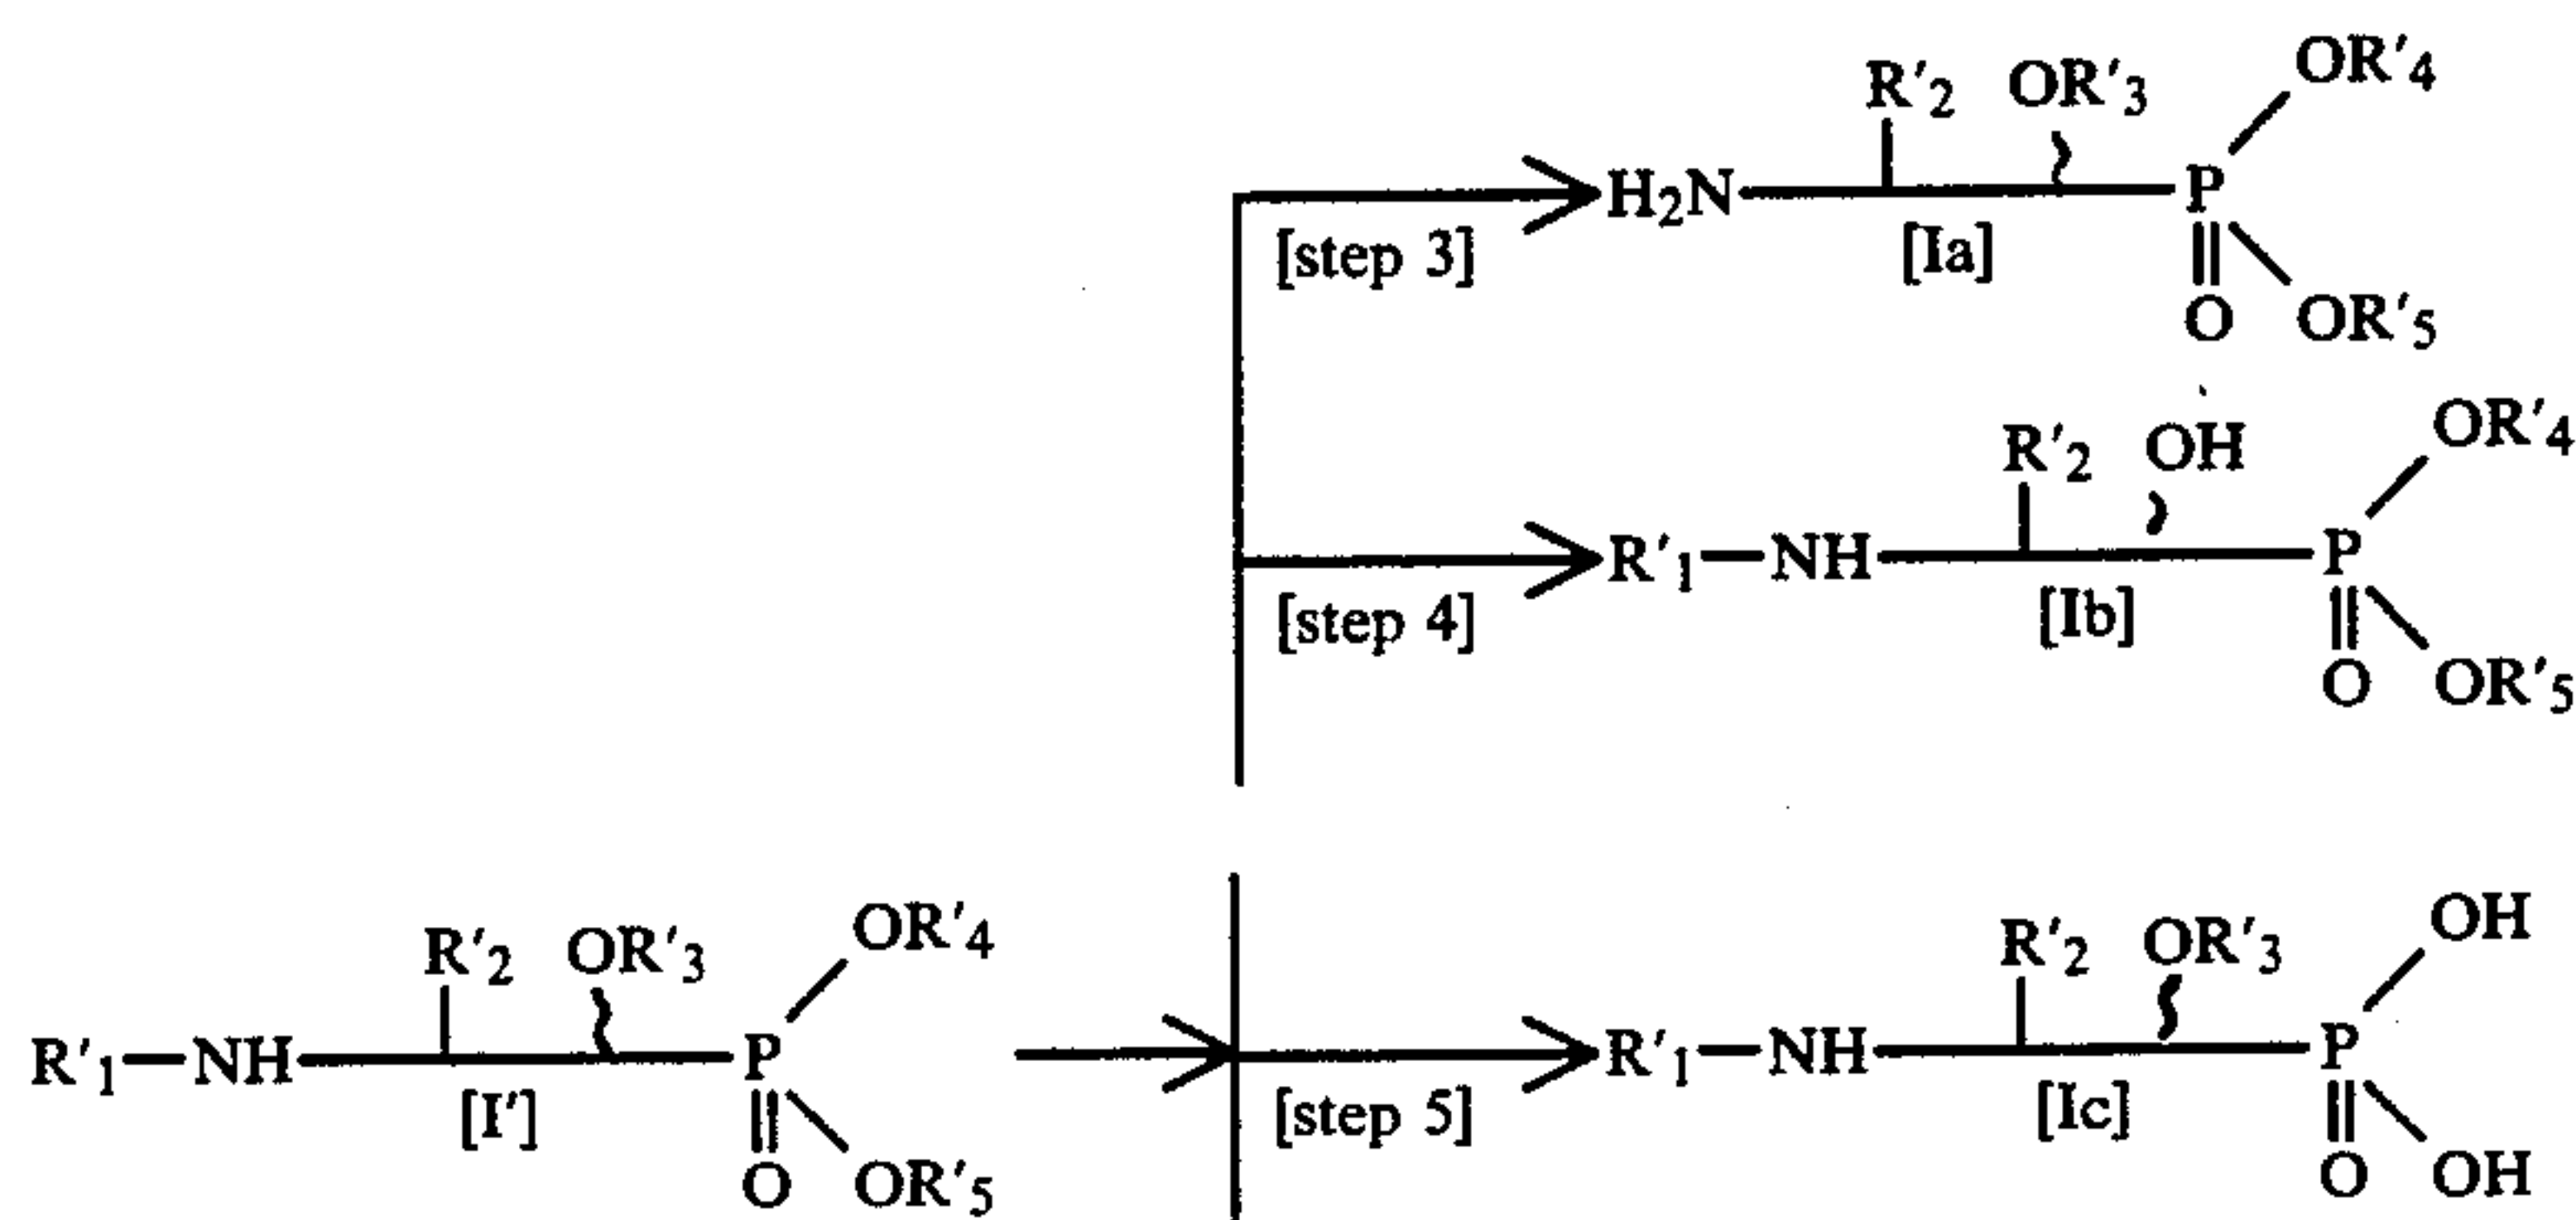 R'2 OR'3 OR'4
H2N P
[step 3] [Ia]
O OR'5
R'2 OH OR'4
R'1—NH P
[step 4] [Ib]
O OR'5
R'2 OR'3 OR'4
R'1—NH P
[I']
O OR'5
R'2 OR'3 OH
R'1—NH P
[step 5] [Ic]
O OH